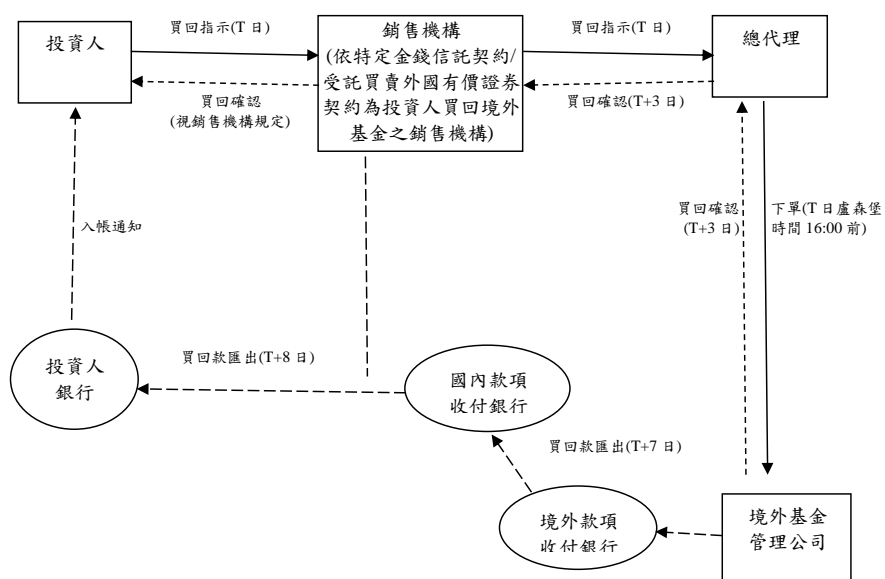 投資人
買回指示(T 日)
銷售機構
(依特定金錢信託契約/
受託買賣外國有價證券
契約為投資人買回境外
基金之銷售機構)
買回指示(T 日)
總代理
買回確認
(視銷售機構規定)
買回確認(T+3 日)
買回確認
(T+3 日)
下單(T 日盧森堡
時間 16:00 前)
入帳通知
投資人
銀行
買回款匯出(T+8 日)
國內款項
收付銀行
買回款匯出(T+7 日)
境外款項
收付銀行
境外基金
管理公司